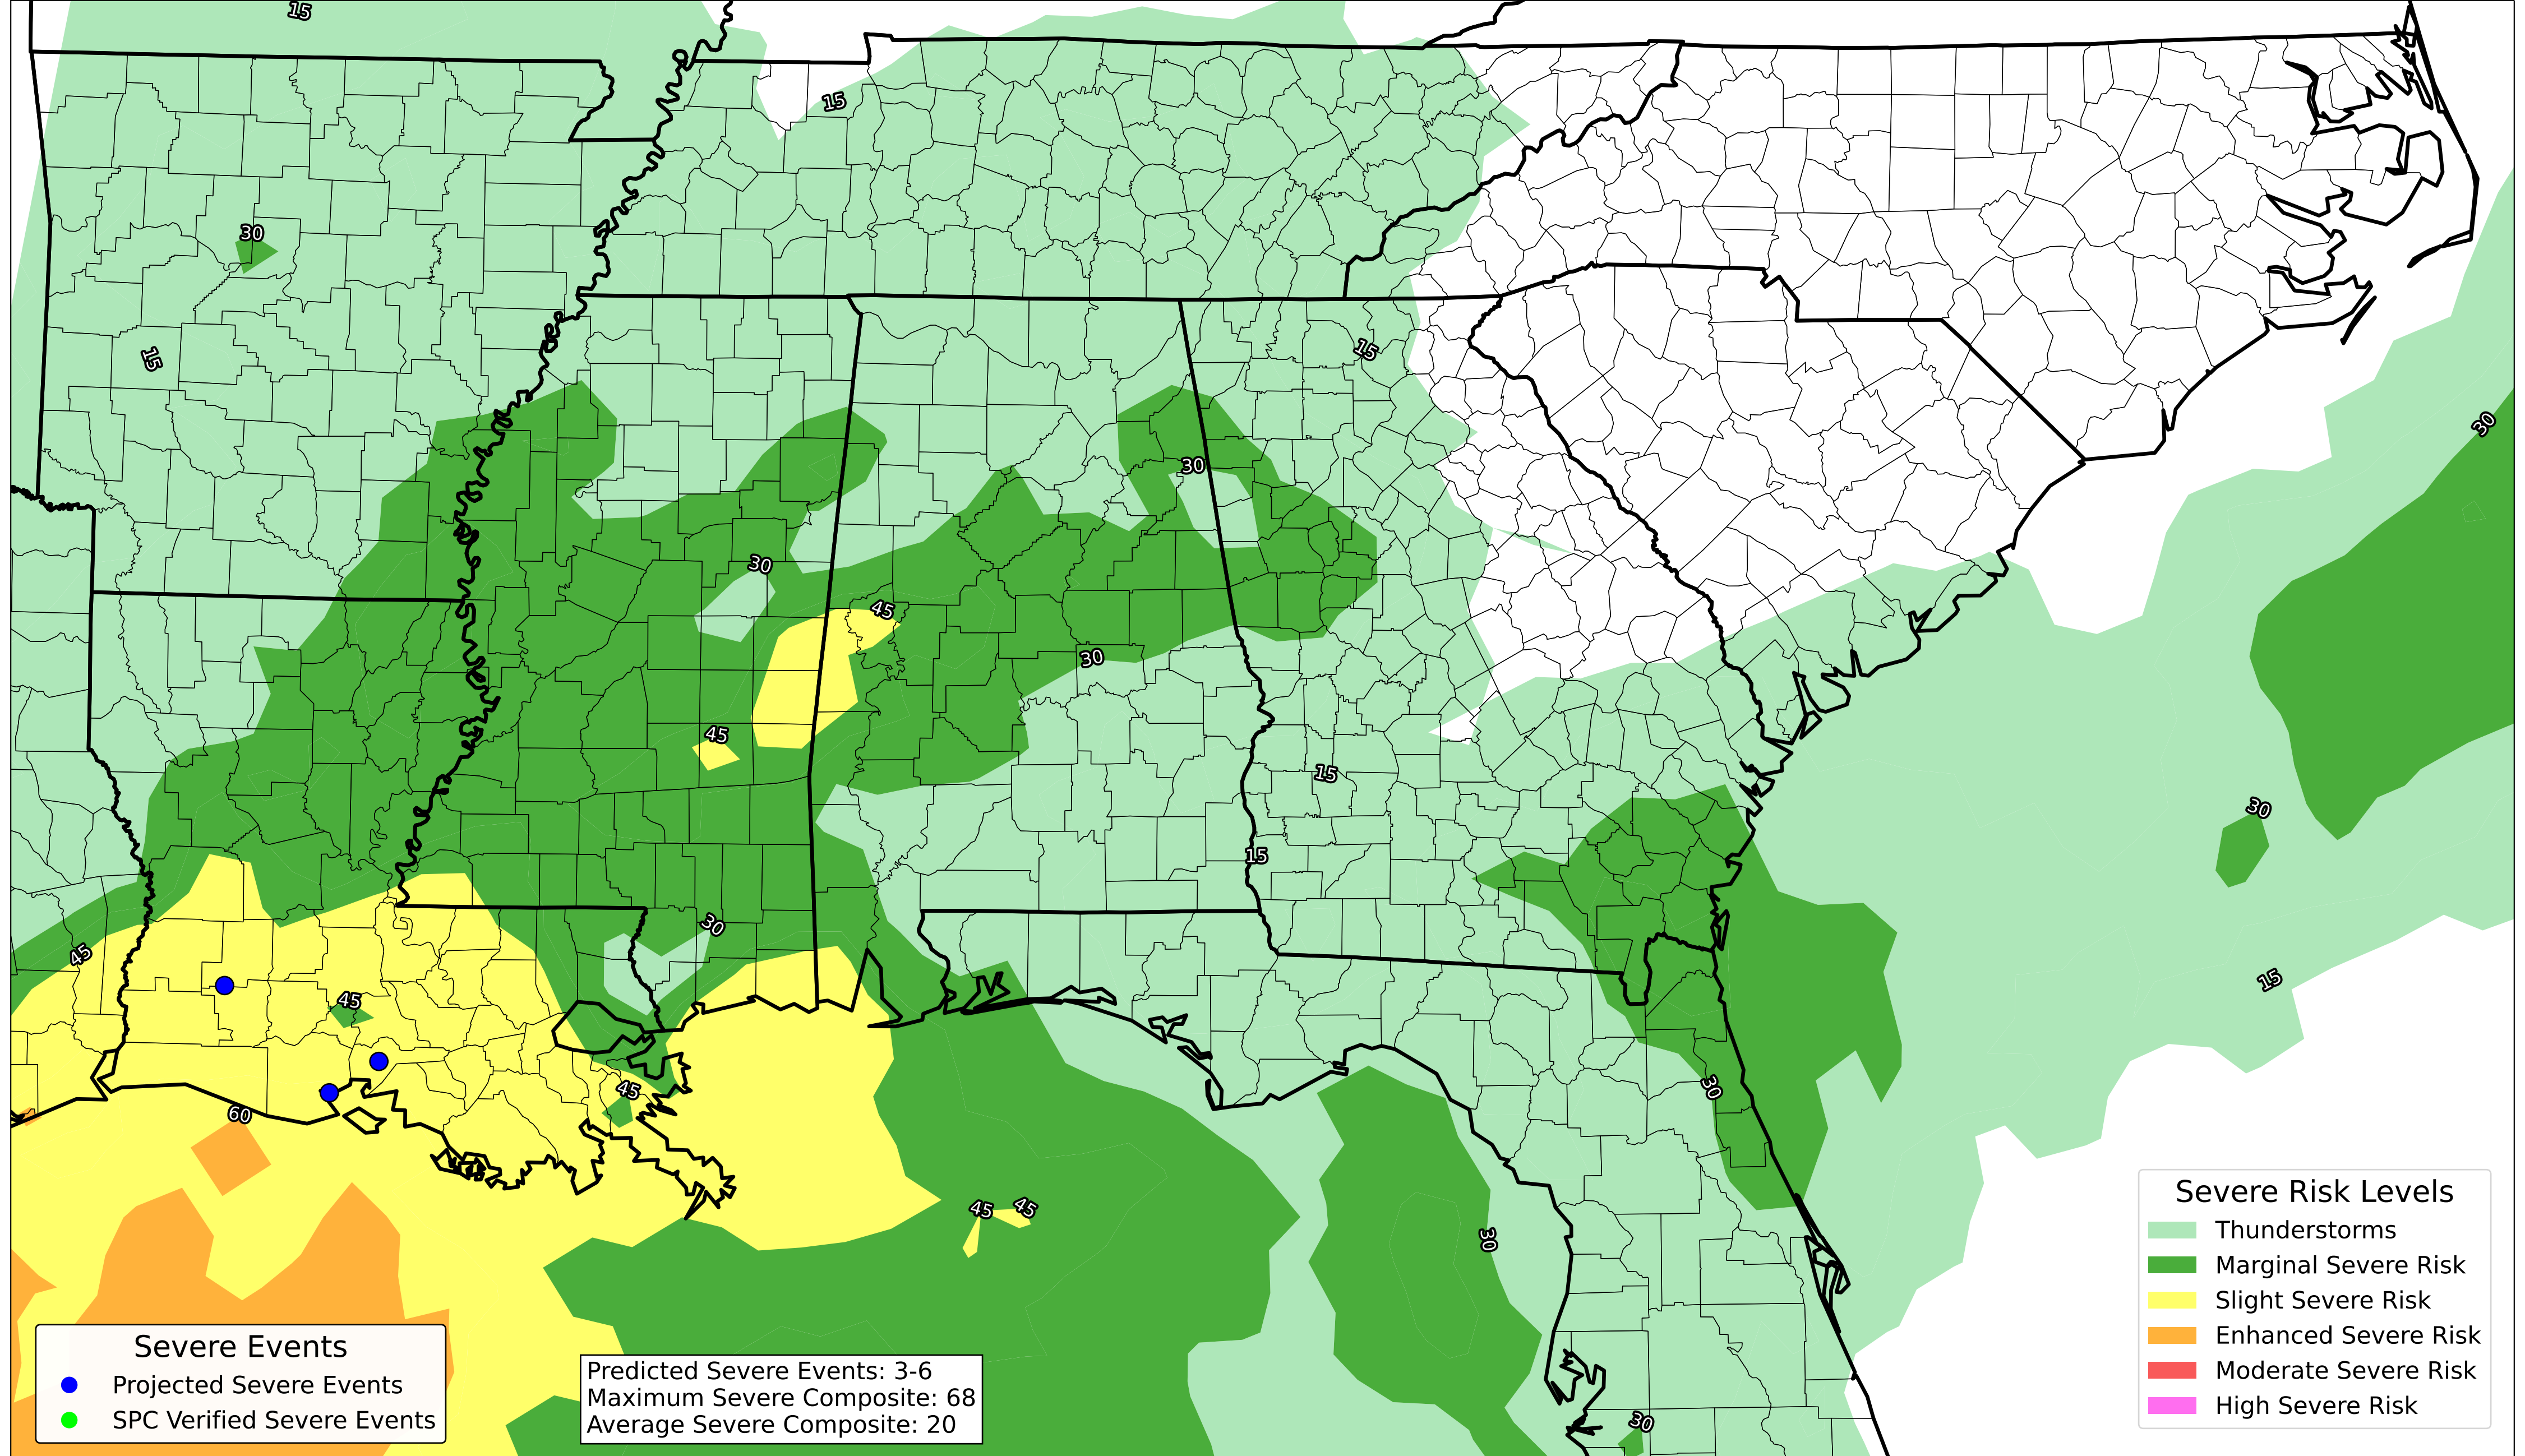 15
15
30
15
15
30
30
30
45
30
45
30
15
30
15
30
45
15
45
30
45
60
45
45
30
30
Severe Risk Levels
Thunderstorms
Marginal Severe Risk
Slight Severe Risk
Enhanced Severe Risk
Moderate Severe Risk
High Severe Risk
Severe Events
Projected Severe Events
SPC Verified Severe Events
Predicted Severe Events: 3-6
Maximum Severe Composite: 68
Average Severe Composite: 20